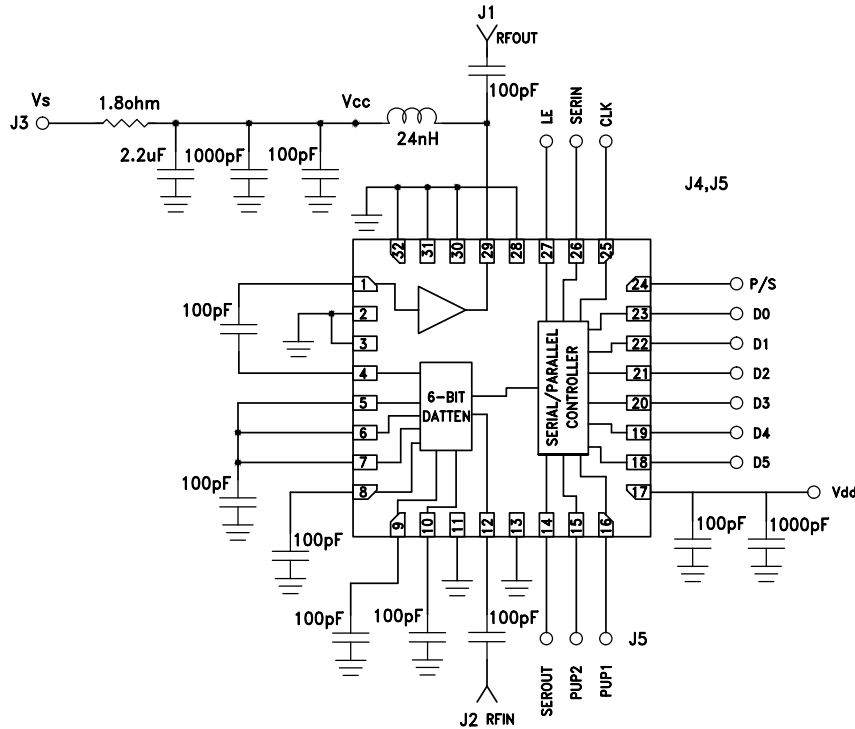 J1
RFOUT
100pF
Vs
1.8ohm
Vcc
J3
24nH
2.2uF
1000pF
100pF
LE
SERIN
CLK
J4,J5
32
31
30
29
28
27
26
25
1
2
3
4
5
6
7
8
24
23
22
21
20
19
18
17
P/S
D0
D1
D2
D3
D4
D5
Vdd
100pF
6-BIT
DATTEN
SERIAL/PARALLEL
CONTROLLER
100pF
100pF
100pF
1000pF
9
10
11
12
13
14
15
16
100pF
100pF
100pF
J5
SEROUT
PUP2
PUP1
J2 RFIN